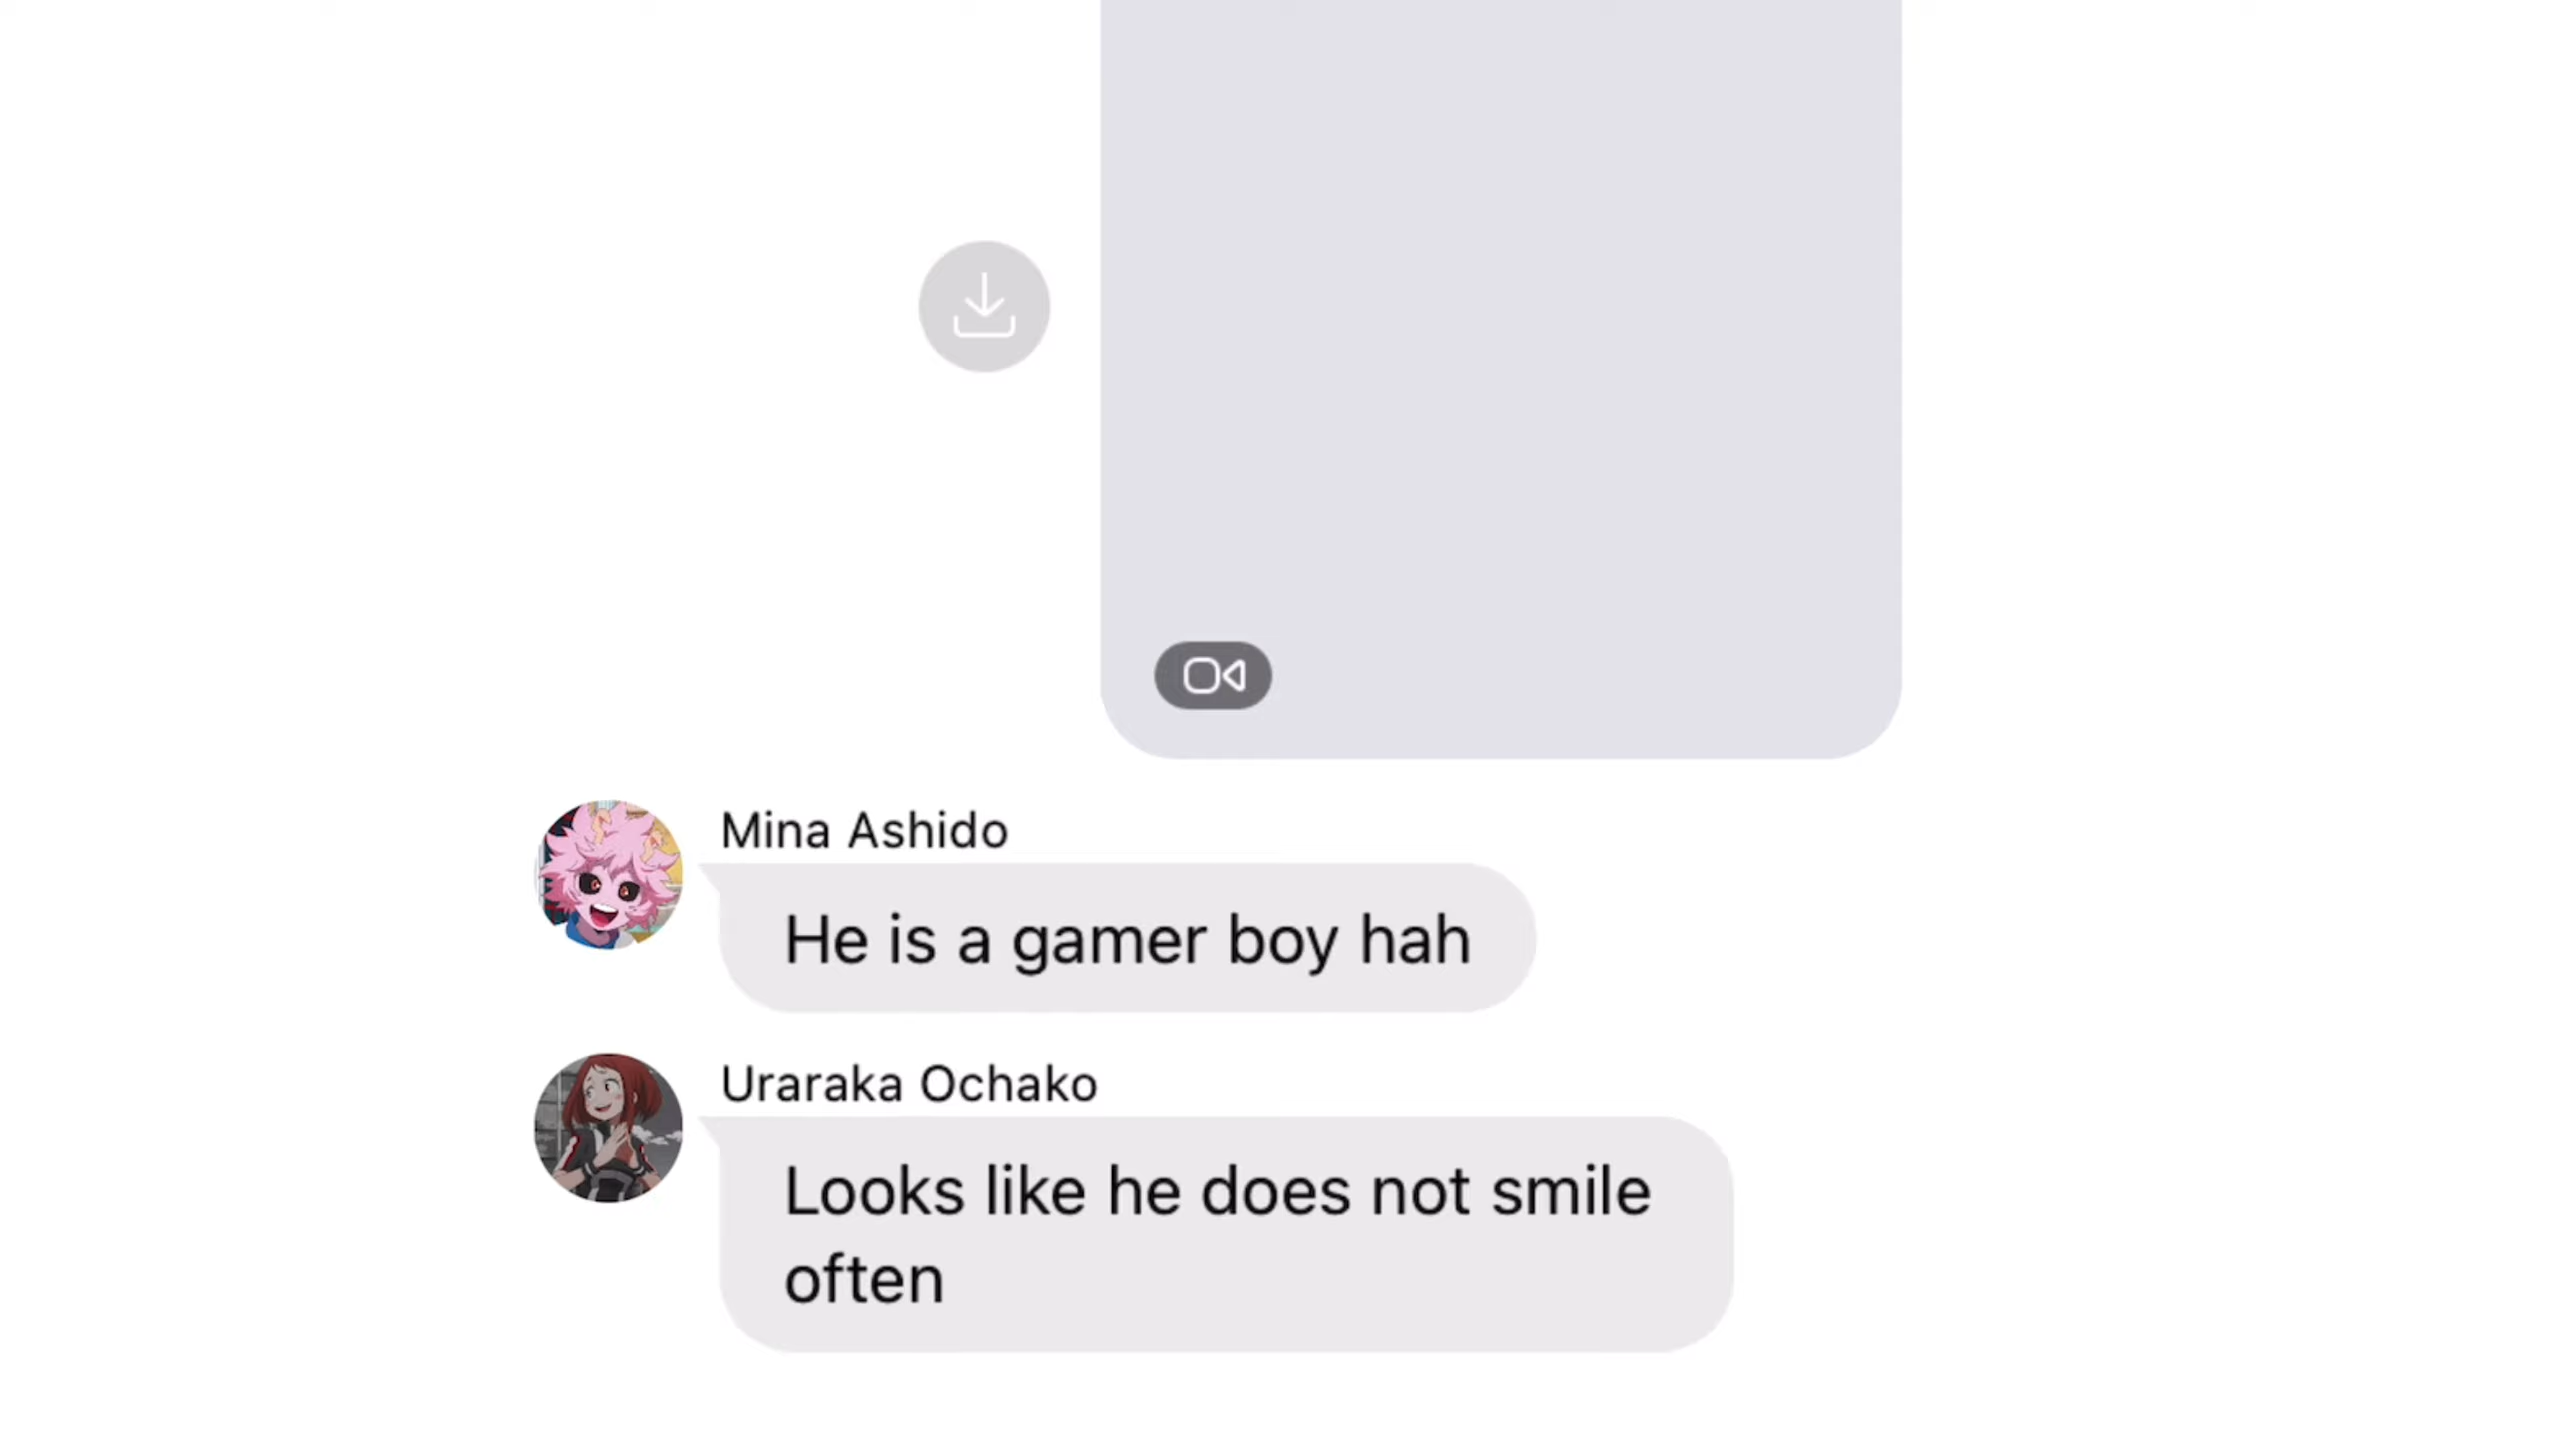 Mina Ashido
He is a gamer boy hah
Uraraka Ochako
Looks like he does not smile
often